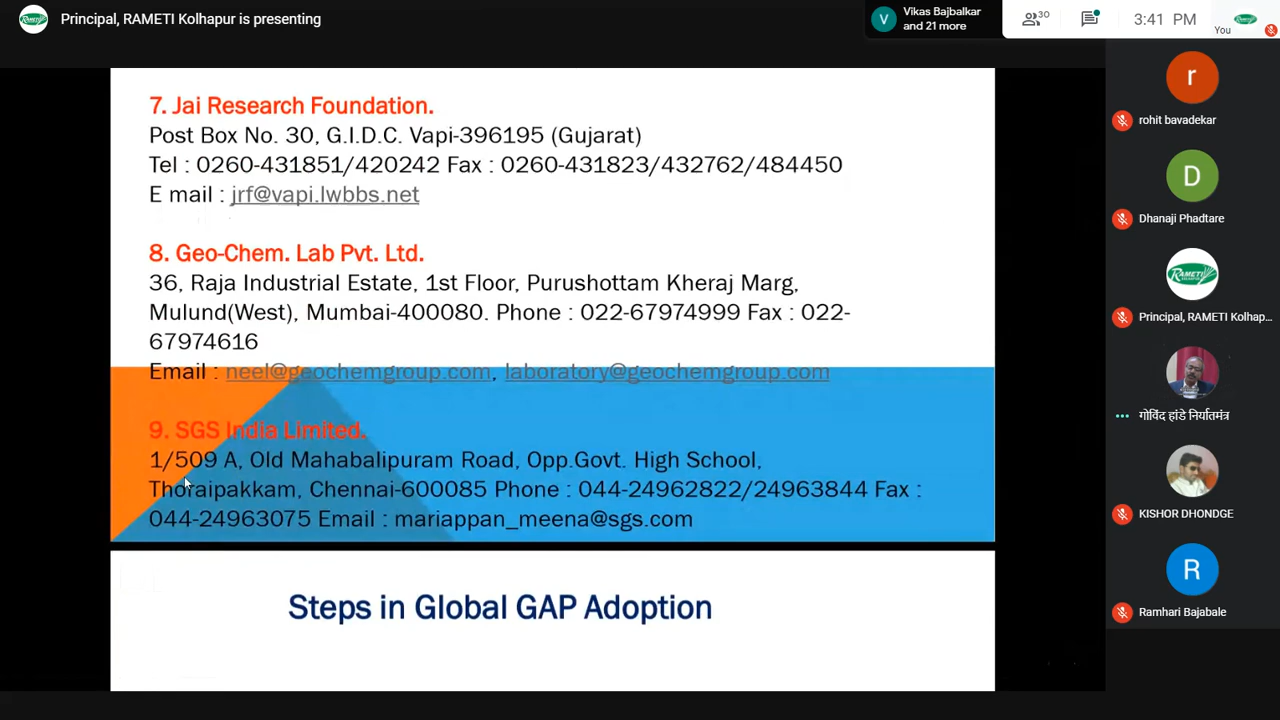 Principal, RAMETI Kolhapur is presenting
Vikas Bajbalkar
and 21 more
30
3:41 PM
You
7. Jai Research Foundation.
Post Box No. 30, G.I.D.C. Vapi-396195 (Gujarat)
Tel : 0260-431851/420242 Fax : 0260-431823/432762/484450
E mail : jrf@vapi.lwbbs.net
8. Geo-Chem. Lab Pvt. Ltd.
36, Raja Industrial Estate, 1st Floor, Purushottam Kheraj Marg,
Mulund(West), Mumbai-400080. Phone : 022-67974999 Fax : 022-
67974616
Email : neel@geochemgroup.com, laboratory@geochemgroup.com
9. SGS India Limited.
1/509 A, Old Mahabalipuram Road, Opp.Govt. High School,
Thoraipakkam, Chennai-600085 Phone : 044-24962822/24963844 Fax :
044-24963075 Email : mariappan_meena@sgs.com
Steps in Global GAP Adoption
V
r
rohit bavadekar
D
Dhanaji Phadtare
RAMETI
Principal, RAMETI Kolhap...
गोविंद हांडे निर्यातमंत्र
KISHOR DHONDGE
R
Ramhari Bajabale